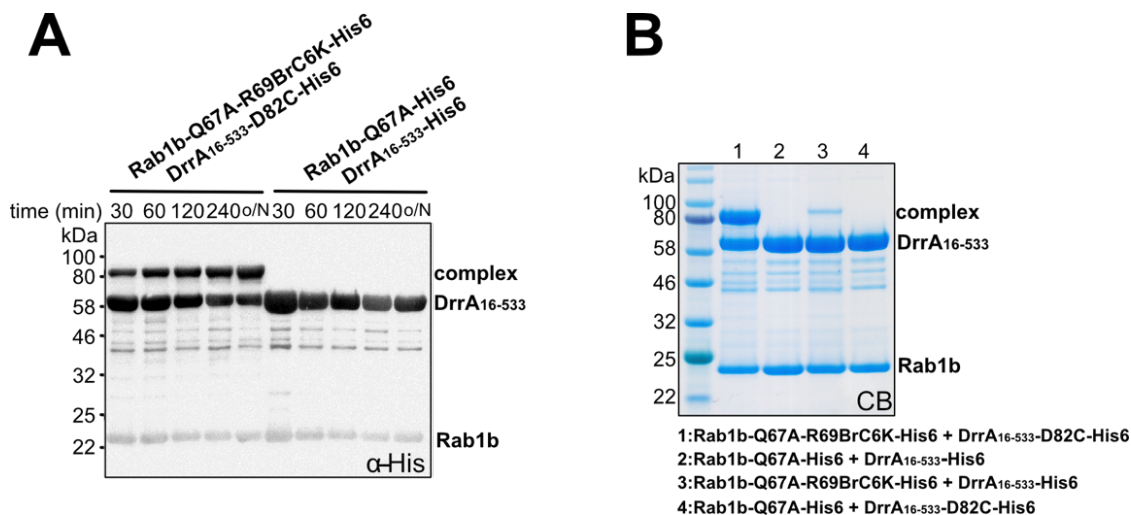 A
Rab1b-Q67A-R69BrC6K-His6
DrrA16-533-D82C-His6
Rab1b-Q67A-His6
DrrA16-533-His6
time (min) 30 60 120 240 o/N 30 60 120 240 o/N
kDa
100
80
58
46
32
25
22
complex
DrrA16-533
Rab1b
α-His
B
1 2 3 4
kDa
100
80
58
46
32
25
22
complex
DrrA16-533
Rab1b
CB
1:Rab1b-Q67A-R69BrC6K-His6 + DrrA16-533-D82C-His6
2:Rab1b-Q67A-His6 + DrrA16-533-His6
3:Rab1b-Q67A-R69BrC6K-His6 + DrrA16-533-His6
4:Rab1b-Q67A-His6 + DrrA16-533-D82C-His6